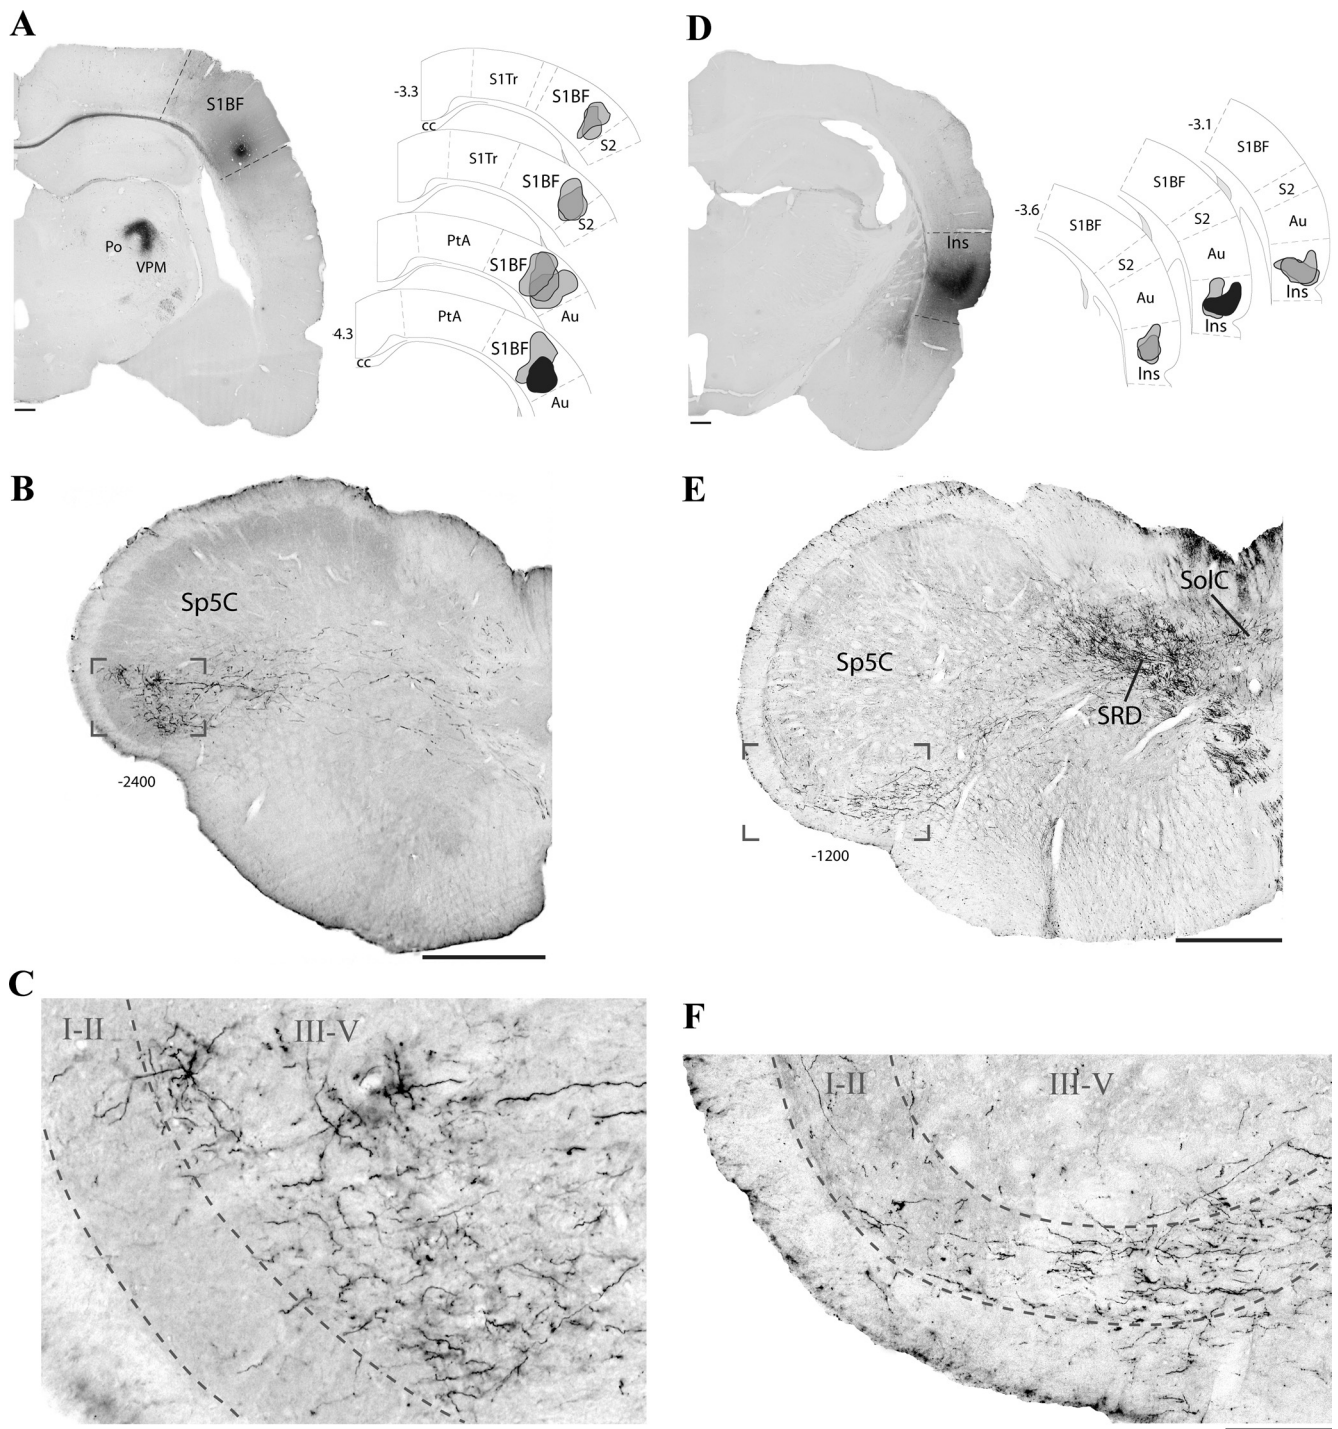 A
S1BF
Po
VPM
-3.3
S1Tr
S1BF
cc
S2
S1Tr
S1BF
S2
PtA
S1BF
Au
4.3
PtA
S1BF
cc
Au
D
Ins
-3.1
S1BF
S2
Au
Ins
S1BF
S2
Au
Ins
-3.6
S1BF
S2
Au
Ins
B
Sp5C
-2400
E
SolC
Sp5C
SRD
-1200
C
I-II
III-V
F
I-II
III-V